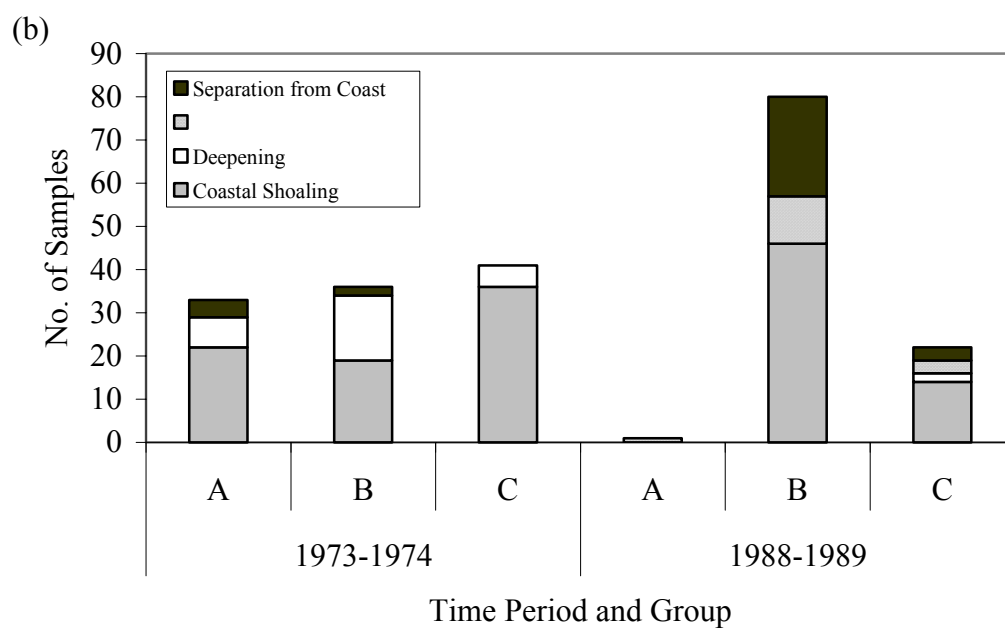 (b)
90
80
70
60
50
40
30
20
10
0
No. of Samples
Separation from Coast
Deepening
Coastal Shoaling
A B C A B C
1973-1974 1988-1989
Time Period and Group